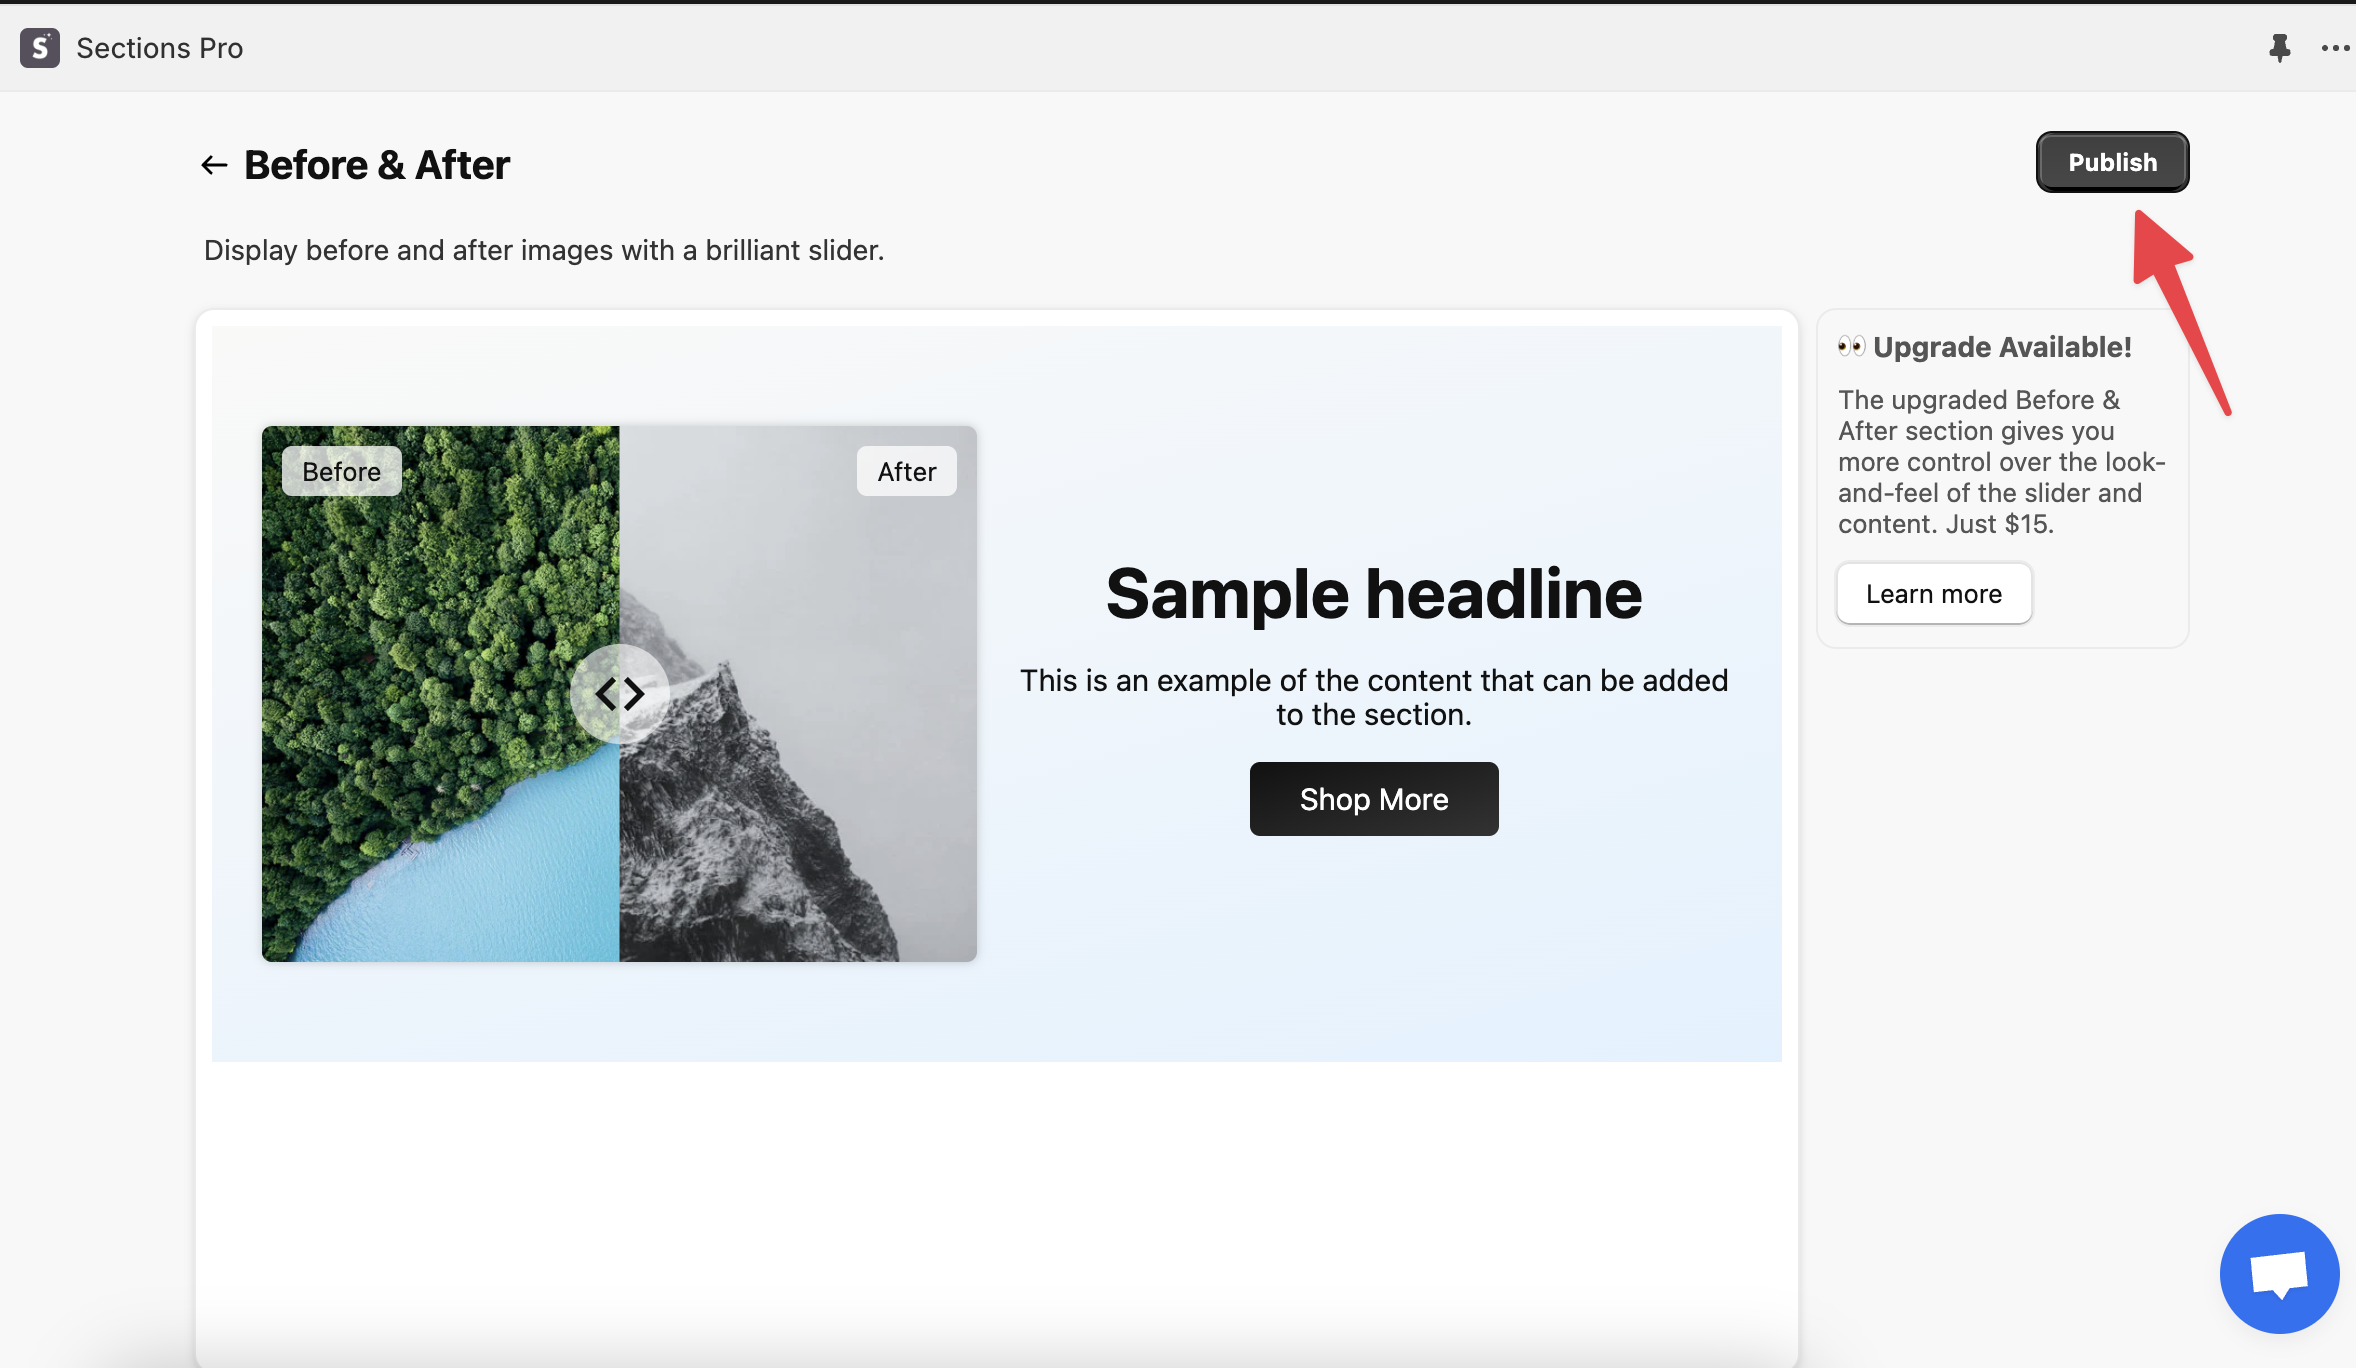 S
Sections Pro
Before & After
Publish
Display before and after images with a brilliant slider.
Before
After
Sample headline
This is an example of the content that can be added
to the section.
Shop More
👀 Upgrade Available!
The upgraded Before &
After section gives you
more control over the look-
and-feel of the slider and
content. Just $15.
Learn more